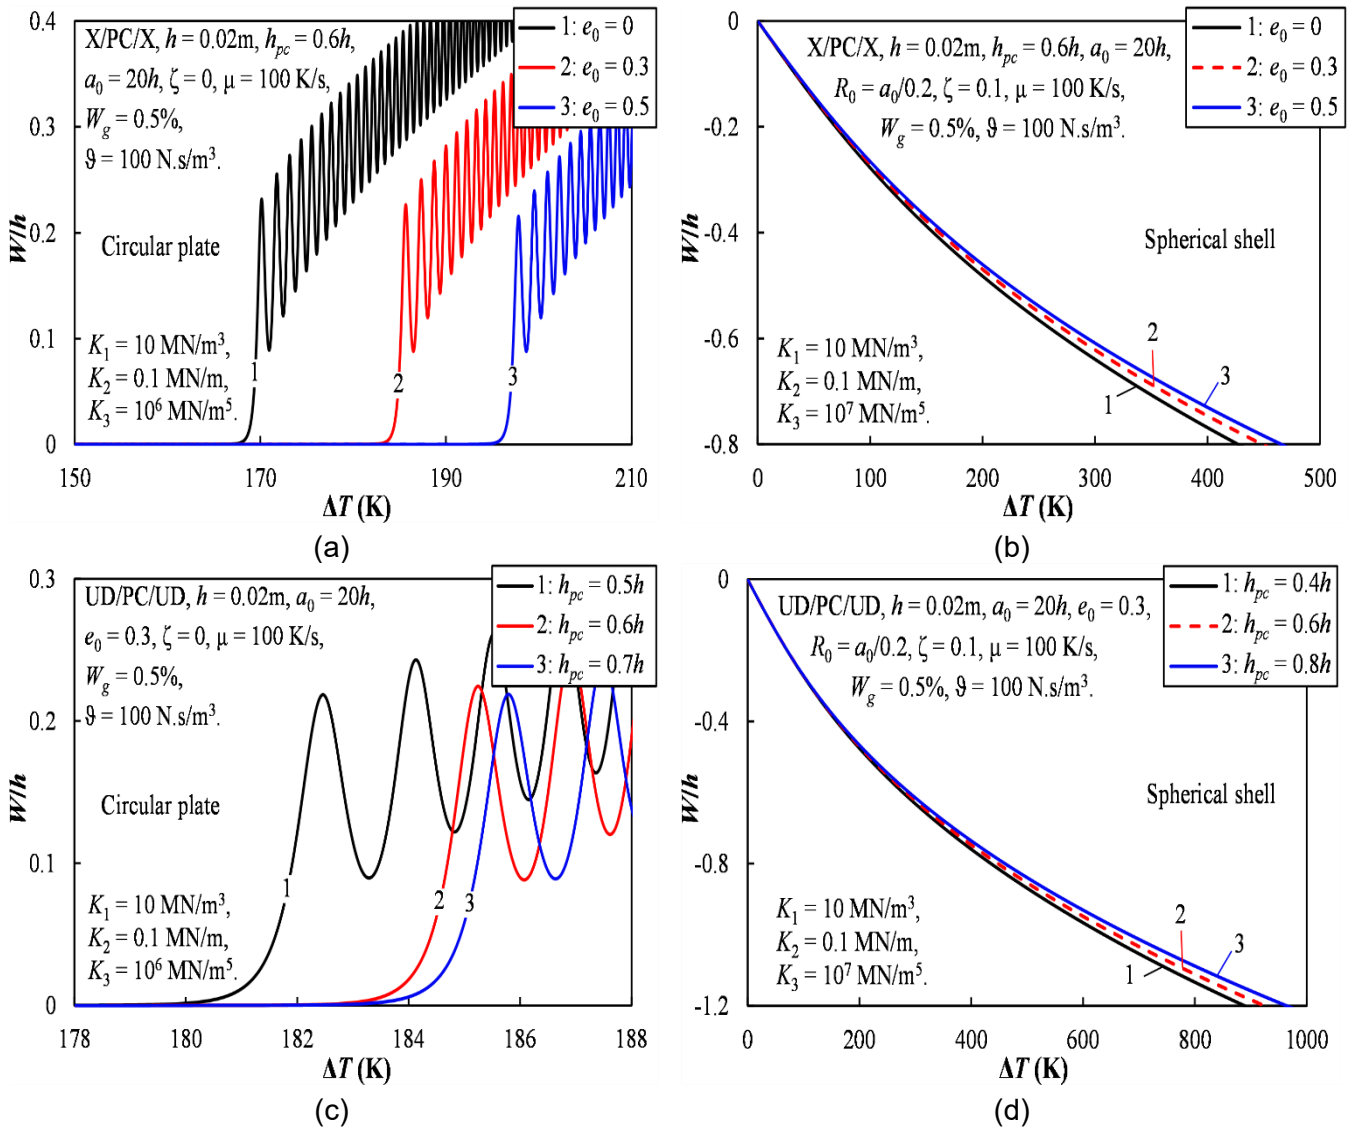 0.4
0.3
0.2
0.1
0
W/h
X/PC/X, h = 0.02m, h_pc = 0.6h,
a_0 = 20h, ζ = 0, μ = 100 K/s,
W_g = 0.5%,
ϑ = 100 N.s/m³.
1: e_0 = 0
2: e_0 = 0.3
3: e_0 = 0.5
Circular plate
K_1 = 10 MN/m³,
K_2 = 0.1 MN/m,
K_3 = 10⁶ MN/m⁵.
1
2
3
150 170 190 210
ΔT (K)
(a)
0
-0.2
-0.4
-0.6
-0.8
W/h
X/PC/X, h = 0.02m, h_pc = 0.6h, a_0 = 20h,
R_0 = a_0/0.2, ζ = 0.1, μ = 100 K/s,
W_g = 0.5%, ϑ = 100 N.s/m³.
1: e_0 = 0
2: e_0 = 0.3
3: e_0 = 0.5
Spherical shell
K_1 = 10 MN/m³,
K_2 = 0.1 MN/m,
K_3 = 10⁷ MN/m⁵.
2
3
1
0 100 200 300 400 500
ΔT (K)
(b)
0.3
0.2
0.1
0
W/h
UD/PC/UD, h = 0.02m, a_0 = 20h,
e_0 = 0.3, ζ = 0, μ = 100 K/s,
W_g = 0.5%,
ϑ = 100 N.s/m³.
1: h_pc = 0.5h
2: h_pc = 0.6h
3: h_pc = 0.7h
Circular plate
K_1 = 10 MN/m³,
K_2 = 0.1 MN/m,
K_3 = 10⁶ MN/m⁵.
1
2
3
178 180 182 184 186 188
ΔT (K)
(c)
0
-0.4
-0.8
-1.2
W/h
UD/PC/UD, h = 0.02m, a_0 = 20h, e_0 = 0.3,
R_0 = a_0/0.2, ζ = 0.1, μ = 100 K/s,
W_g = 0.5%, ϑ = 100 N.s/m³.
1: h_pc = 0.4h
2: h_pc = 0.6h
3: h_pc = 0.8h
Spherical shell
K_1 = 10 MN/m³,
K_2 = 0.1 MN/m,
K_3 = 10⁷ MN/m⁵.
2
3
1
0 200 400 600 800 1000
ΔT (K)
(d)